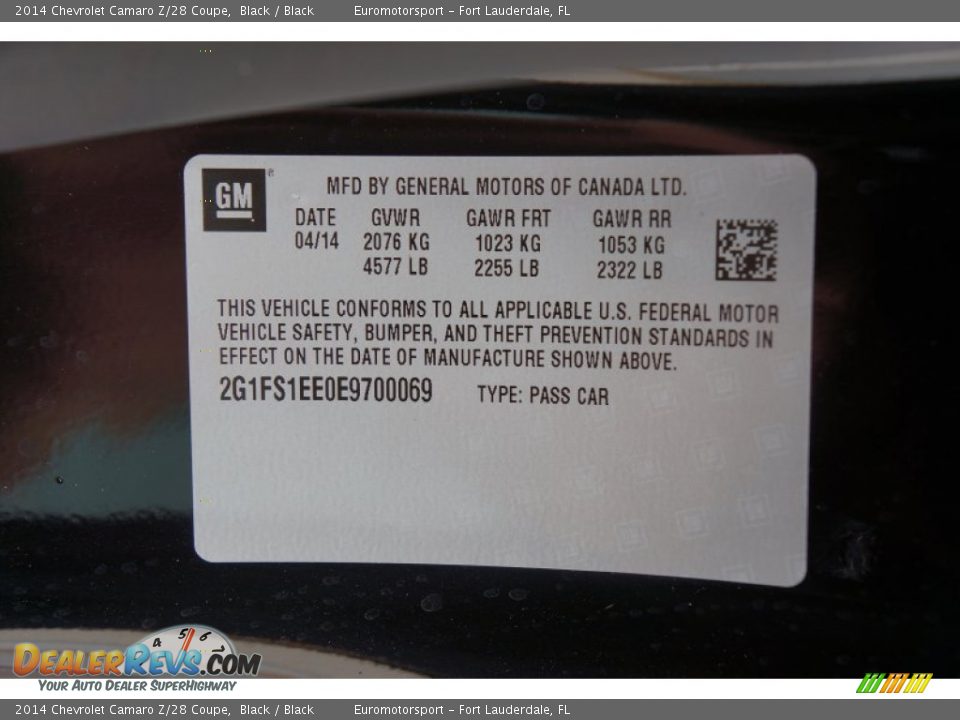 2014 Chevrolet Camaro Z/28 Coupe, Black / Black Euromotorsport – Fort Lauderdale, FL
GM®
MFD BY GENERAL MOTORS OF CANADA LTD.
DATE GVWR GAWR FRT GAWR RR
04/14 2076 KG 1023 KG 1053 KG
4577 LB 2255 LB 2322 LB
THIS VEHICLE CONFORMS TO ALL APPLICABLE U.S. FEDERAL MOTOR
VEHICLE SAFETY, BUMPER, AND THEFT PREVENTION STANDARDS IN
EFFECT ON THE DATE OF MANUFACTURE SHOWN ABOVE.
2G1FS1EE0E9700069 TYPE: PASS CAR
4 5 6 7
DEALERREVS.COM
YOUR AUTO DEALER SUPERHIGHWAY
2014 Chevrolet Camaro Z/28 Coupe, Black / Black Euromotorsport – Fort Lauderdale, FL